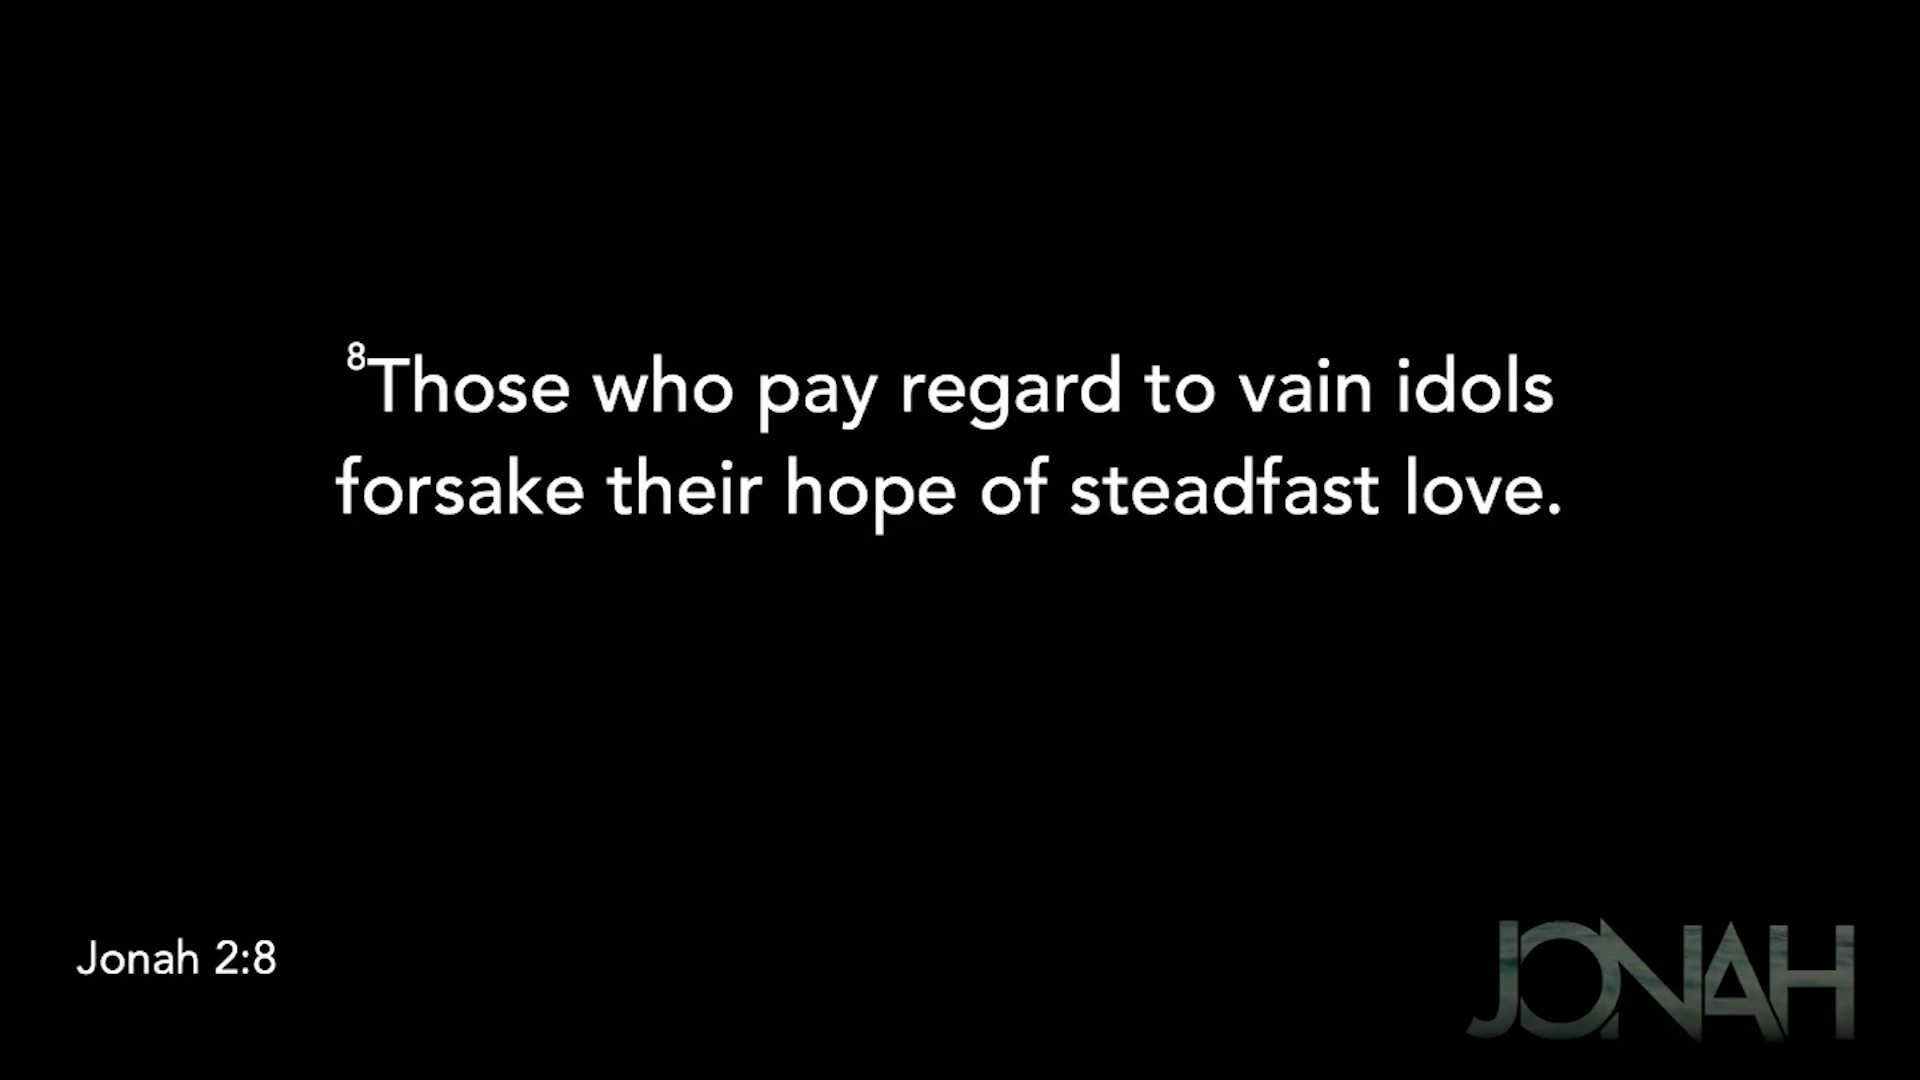 ⁸Those who pay regard to vain idols
forsake their hope of steadfast love.
Jonah 2:8
JONAH